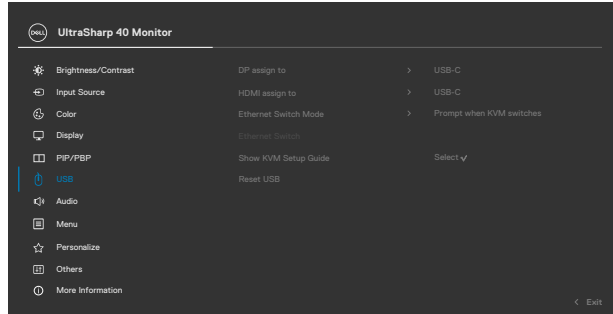 DELL UltraSharp 40 Monitor
Brightness/Contrast DP assign to > USB-C
Input Source HDMI assign to > USB-C
Color Ethernet Switch Mode > Prompt when KVM switches
Display Ethernet Switch
PIP/PBP Show KVM Setup Guide Select ✓
USB Reset USB
Audio
Menu
Personalize
Others
More Information
< Exit